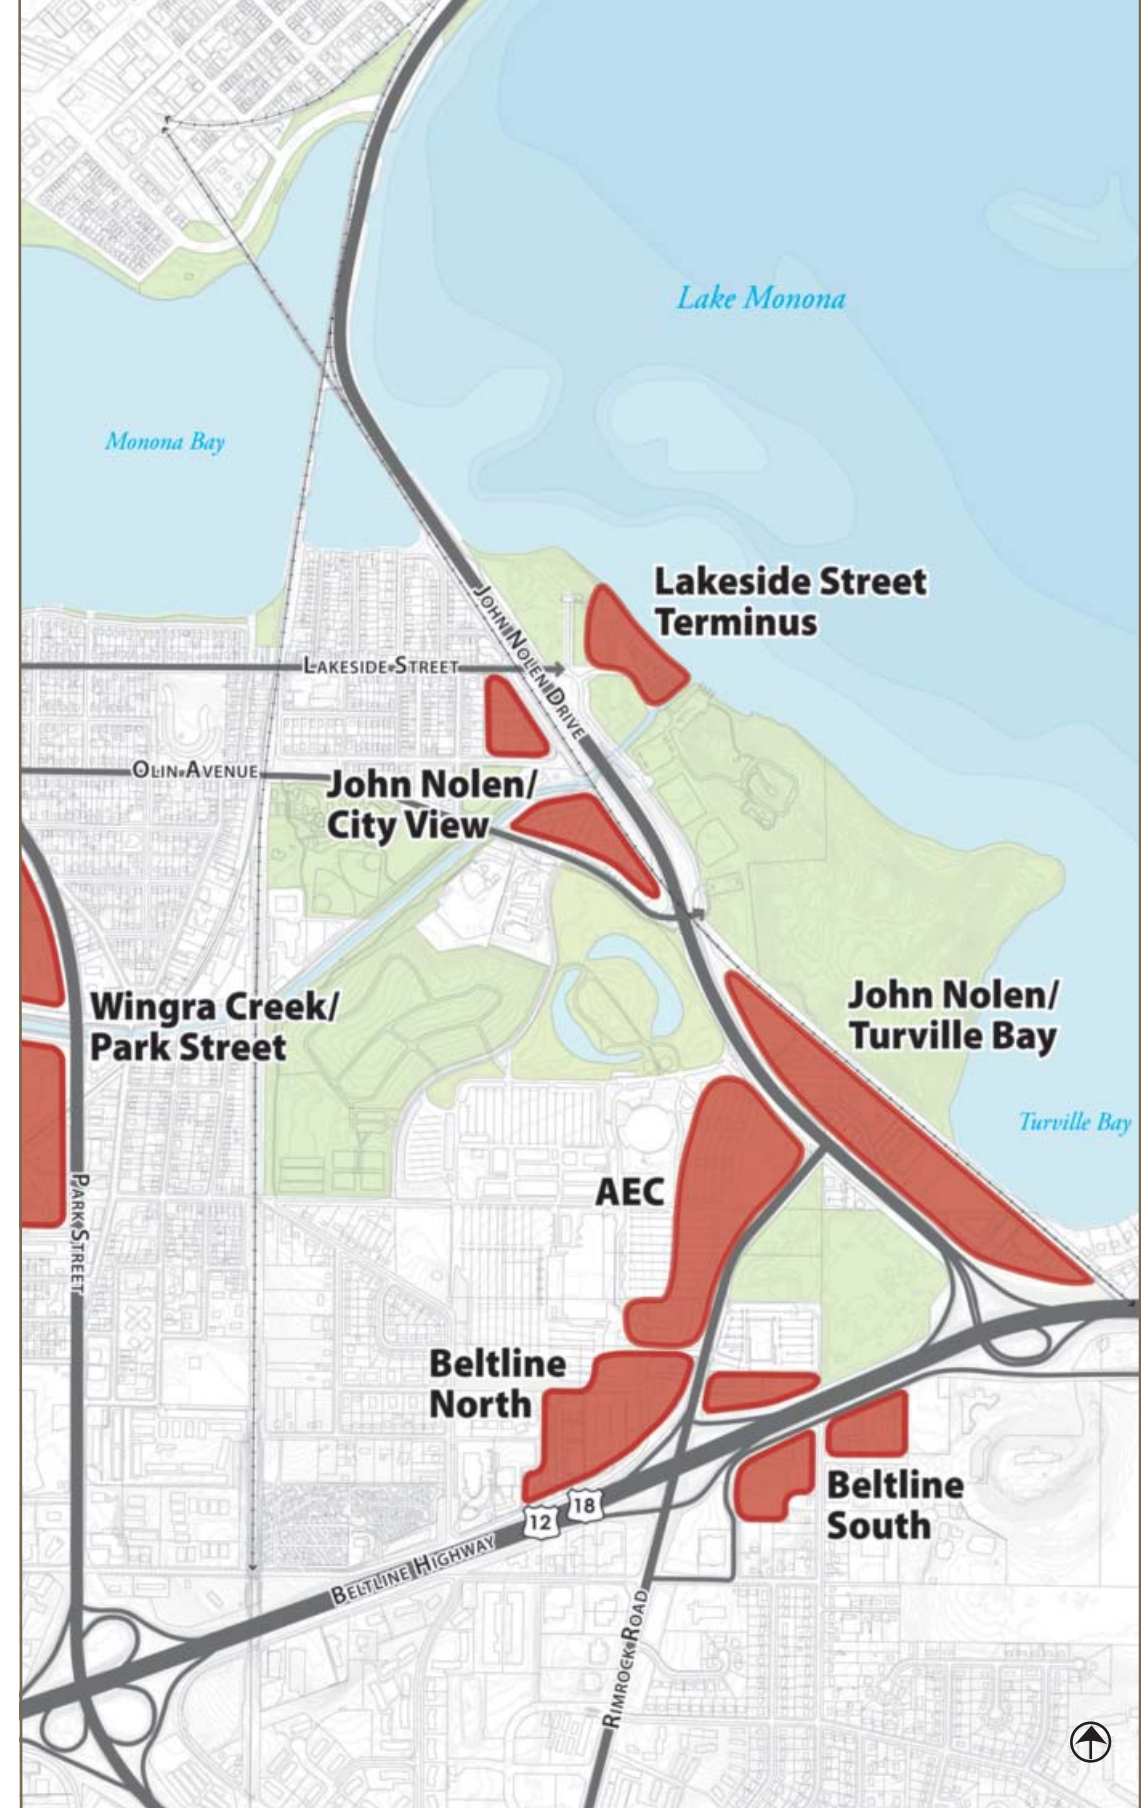 Lake Monona
Monona Bay
Lakeside Street
Terminus
JOHN NOLEN DRIVE
LAKESIDE STREET
OLIN AVENUE
John Nolen/
City View
Wingra Creek/
Park Street
John Nolen/
Turville Bay
Turville Bay
PARK STREET
AEC
Beltline
North
Beltline
South
18
12
BELTLINE HIGHWAY
RIMROCK ROAD